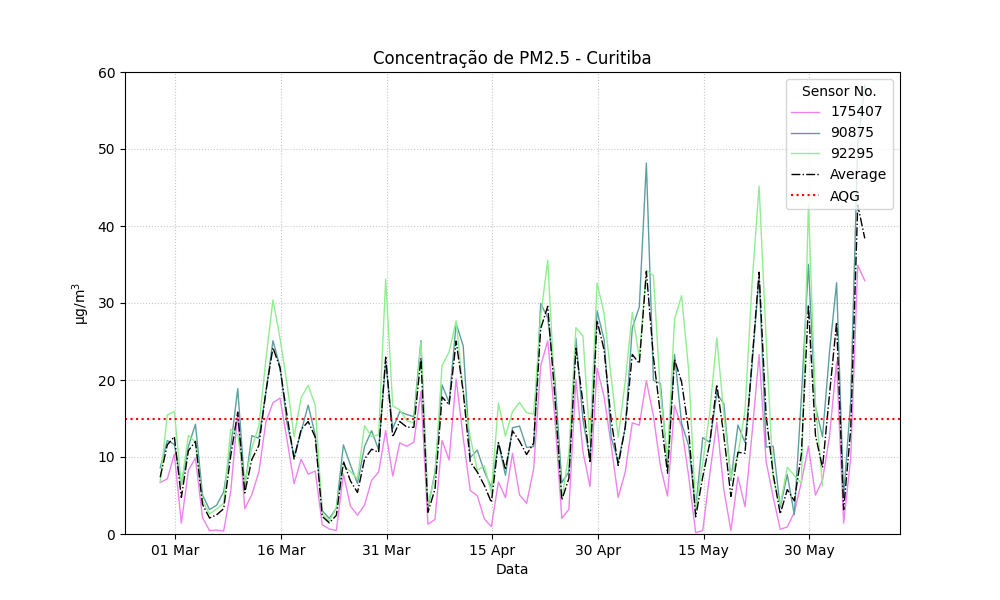 Concentração de PM2.5 - Curitiba
Sensor No.
175407
90875
92295
Average
AQG
60
50
40
30
20
10
0
µg/m³
01 Mar
16 Mar
31 Mar
15 Apr
30 Apr
15 May
30 May
Data